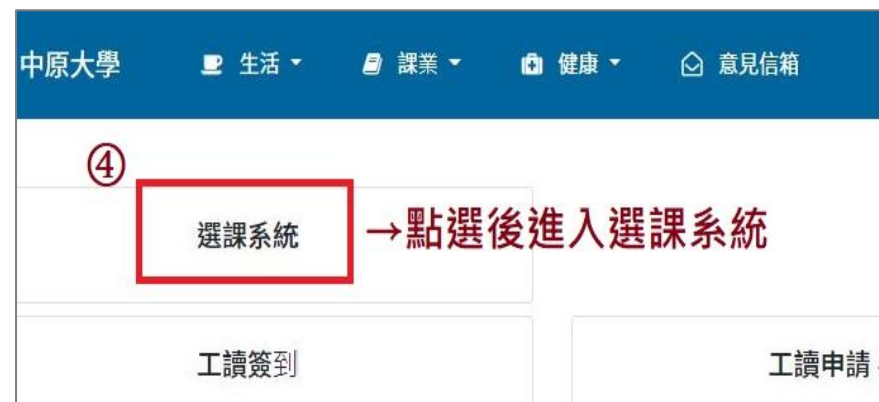 中原大學 生活 課業 健康 意見信箱
④
選課系統 →點選後進入選課系統
工讀簽到 工讀申請